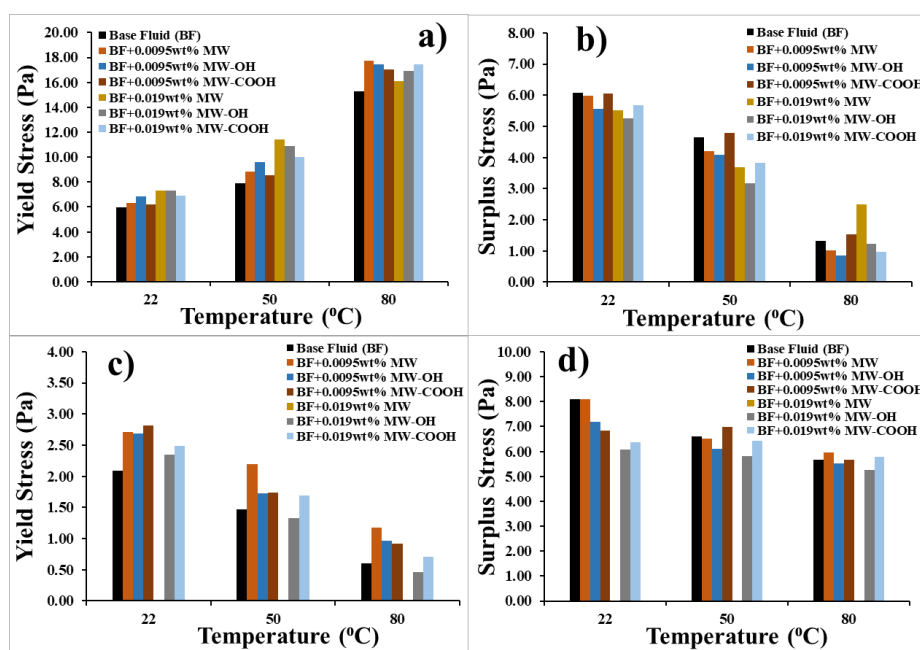 a)
Yield Stress (Pa)
20.00
18.00
16.00
14.00
12.00
10.00
8.00
6.00
4.00
2.00
0.00
Base Fluid (BF)
BF+0.0095wt% MW
BF+0.0095wt% MW-OH
BF+0.0095wt% MW-COOH
BF+0.019wt% MW
BF+0.019wt% MW-OH
BF+0.019wt% MW-COOH
22 50 80
Temperature (⁰C)
b)
Surplus Stress (Pa)
8.00
7.00
6.00
5.00
4.00
3.00
2.00
1.00
0.00
Base Fluid (BF)
BF+0.0095wt% MW
BF+0.0095wt% MW-OH
BF+0.0095wt% MW-COOH
BF+0.019wt% MW
BF+0.019wt% MW-OH
BF+0.019wt% MW-COOH
22 50 80
Temperature (⁰C)
c)
Yield Stress (Pa)
4.00
3.50
3.00
2.50
2.00
1.50
1.00
0.50
0.00
Base Fluid (BF)
BF+0.0095wt% MW
BF+0.0095wt% MW-OH
BF+0.0095wt% MW-COOH
BF+0.019wt% MW
BF+0.019wt% MW-OH
BF+0.019wt% MW-COOH
22 50 80
Temperature (⁰C)
d)
Surplus Stress (Pa)
10.00
9.00
8.00
7.00
6.00
5.00
4.00
3.00
2.00
1.00
0.00
Base Fluid (BF)
BF+0.0095wt% MW
BF+0.0095wt% MW-OH
BF+0.0095wt% MW-COOH
BF+0.019wt% MW
BF+0.019wt% MW-OH
BF+0.019wt% MW-COOH
22 50 80
Temperature (⁰C)